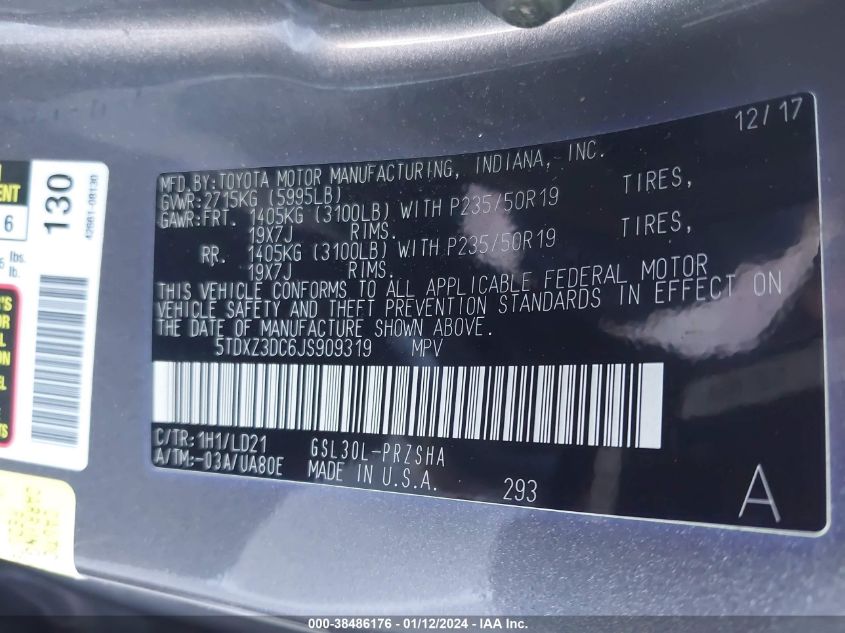 12/17
MFD.BY:TOYOTA MOTOR MANUFACTURING, INDIANA, INC.
GVWR:2715KG (5995LB)
GAWR:FRT. 1405KG (3100LB) WITH P235/50R19 TIRES,
19X7J RIMS.
RR. 1405KG (3100LB) WITH P235/50R19 TIRES,
19X7J RIMS.
THIS VEHICLE CONFORMS TO ALL APPLICABLE FEDERAL MOTOR
VEHICLE SAFETY AND THEFT PREVENTION STANDARDS IN EFFECT ON
THE DATE OF MANUFACTURE SHOWN ABOVE.
5TDXZ3DC6JS909319 MPV
C/TR:1H1/LD21 GSL30L-PRZSHA
A/TM:-03A/UA80E MADE IN U.S.A.
293
A
130
6
lbs.
lb.
000-38486176 - 01/12/2024 - IAA Inc.